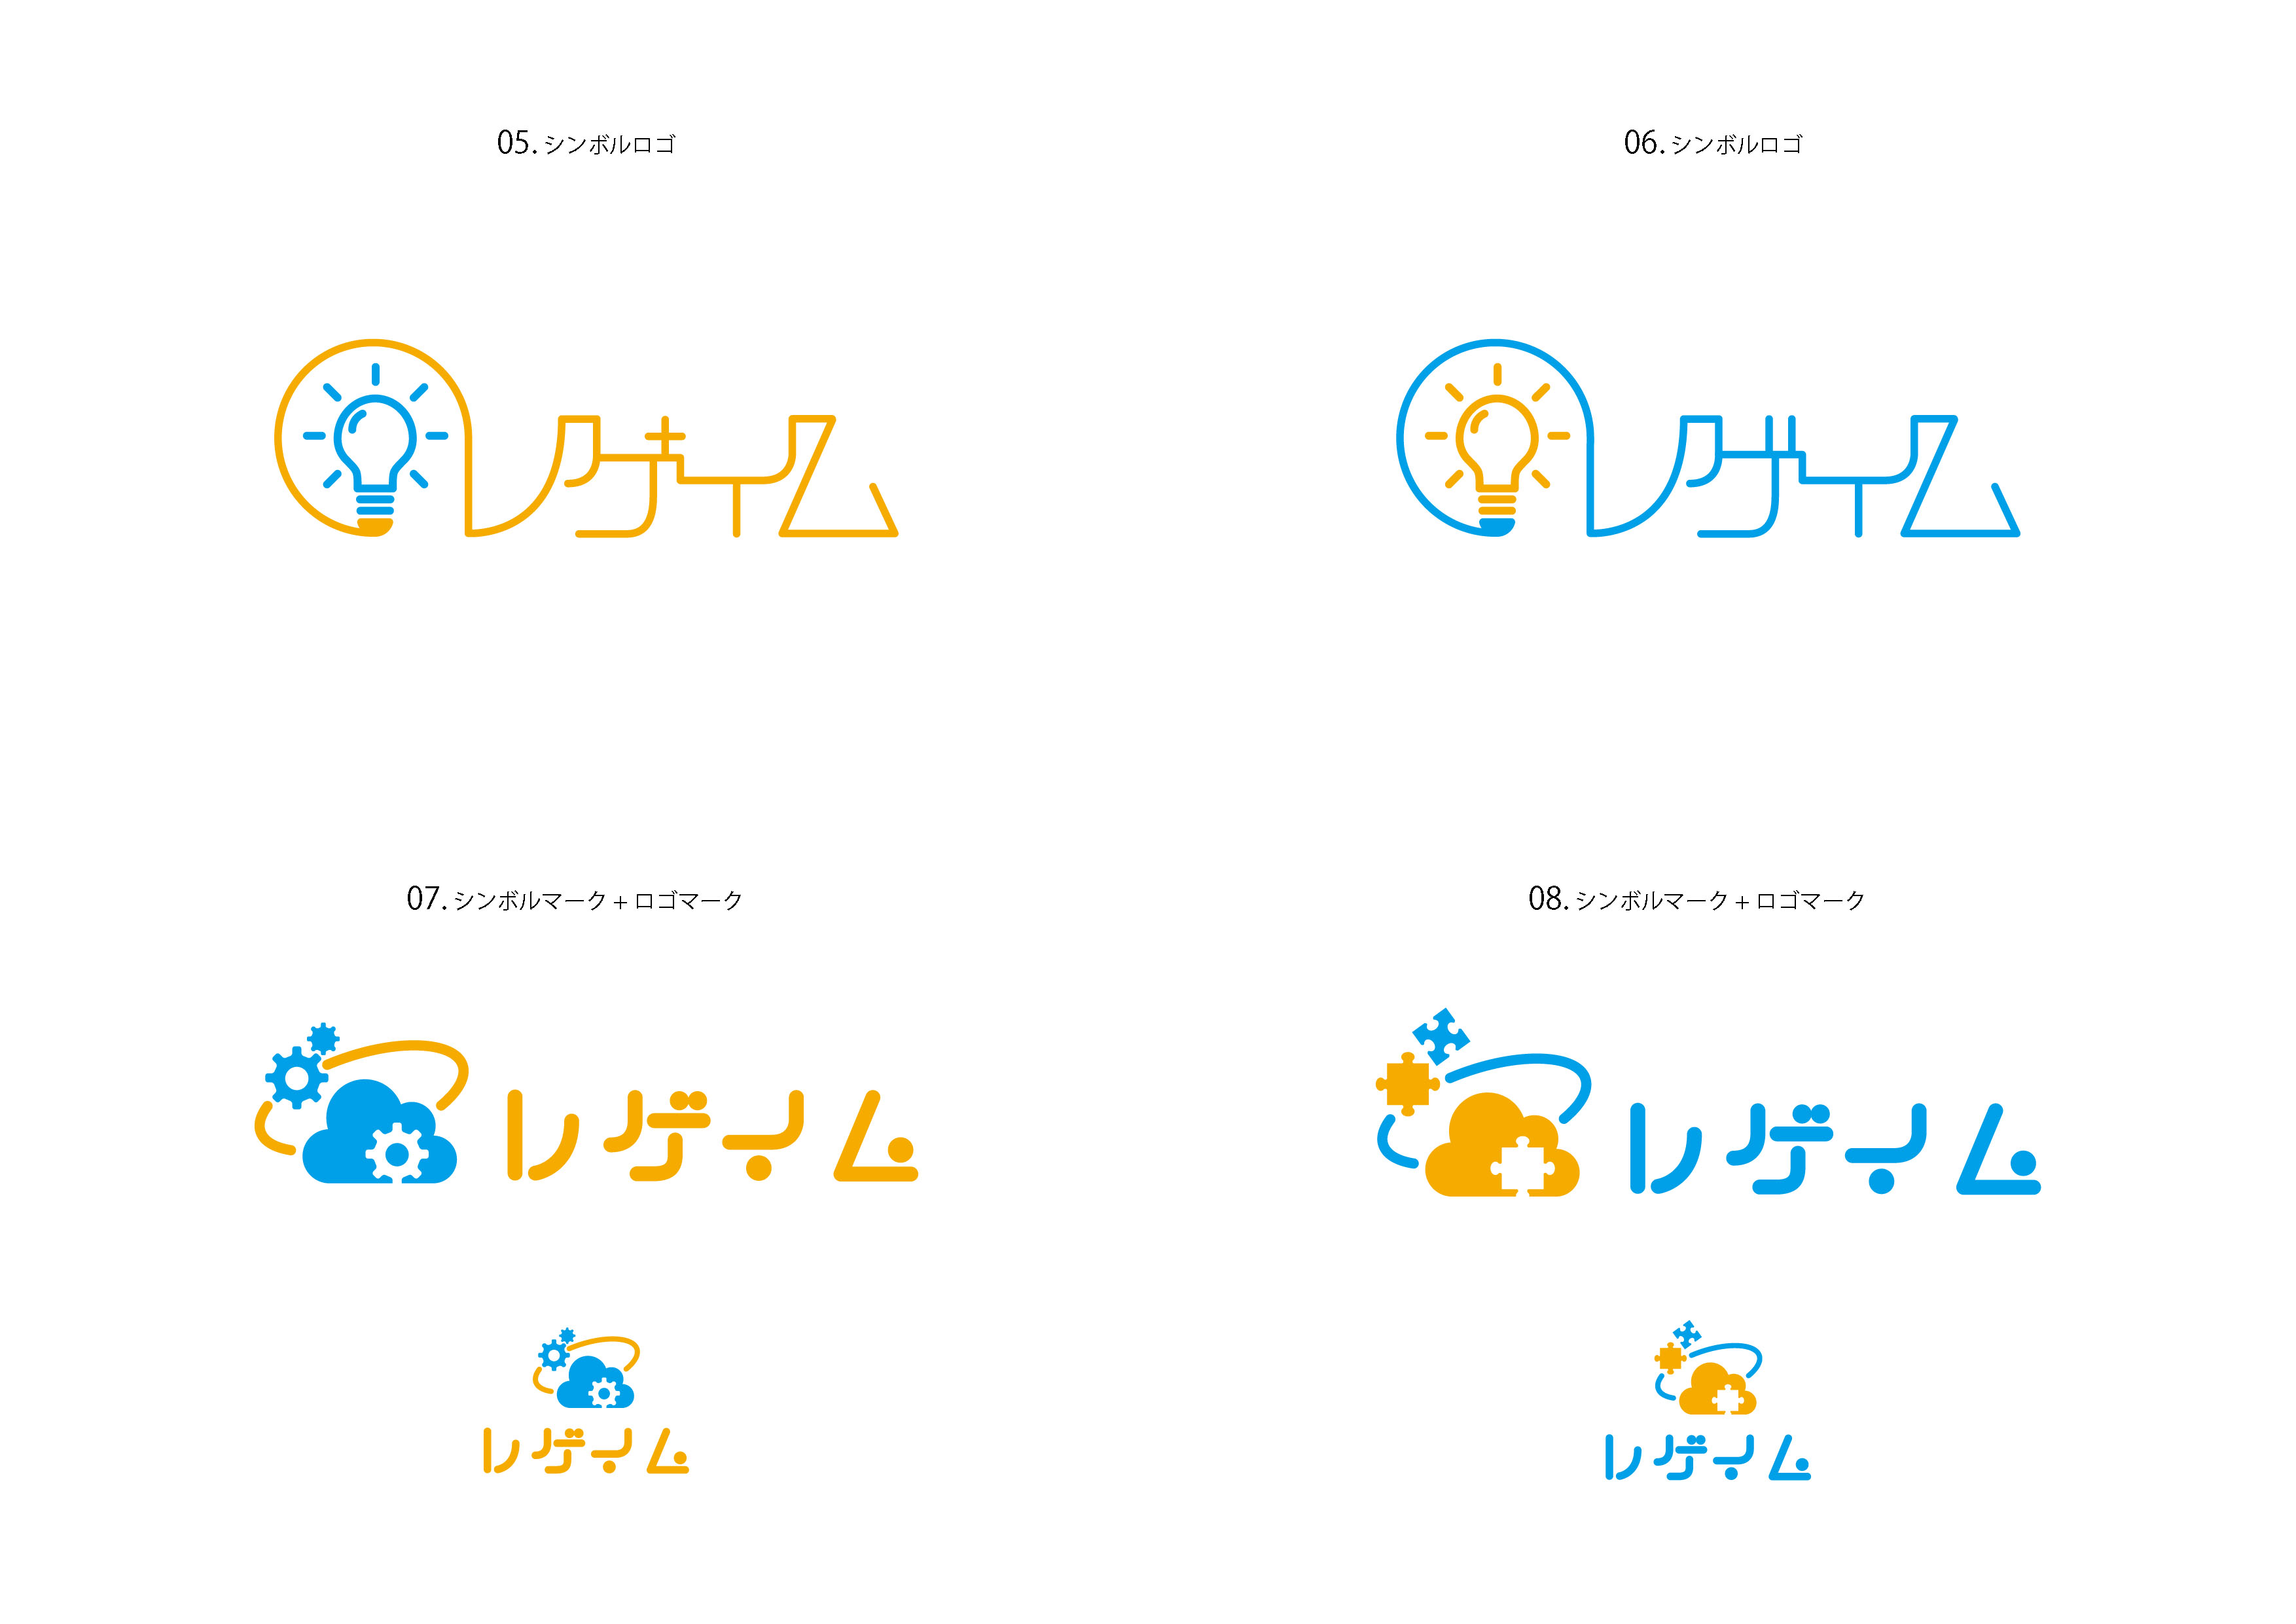 05. シンボルロゴ
06. シンボルロゴ
レゲイム
レゲイム
07. シンボルマーク + ロゴマーク
08. シンボルマーク + ロゴマーク
レゲイム
レゲイム
レゲイム
レゲイム